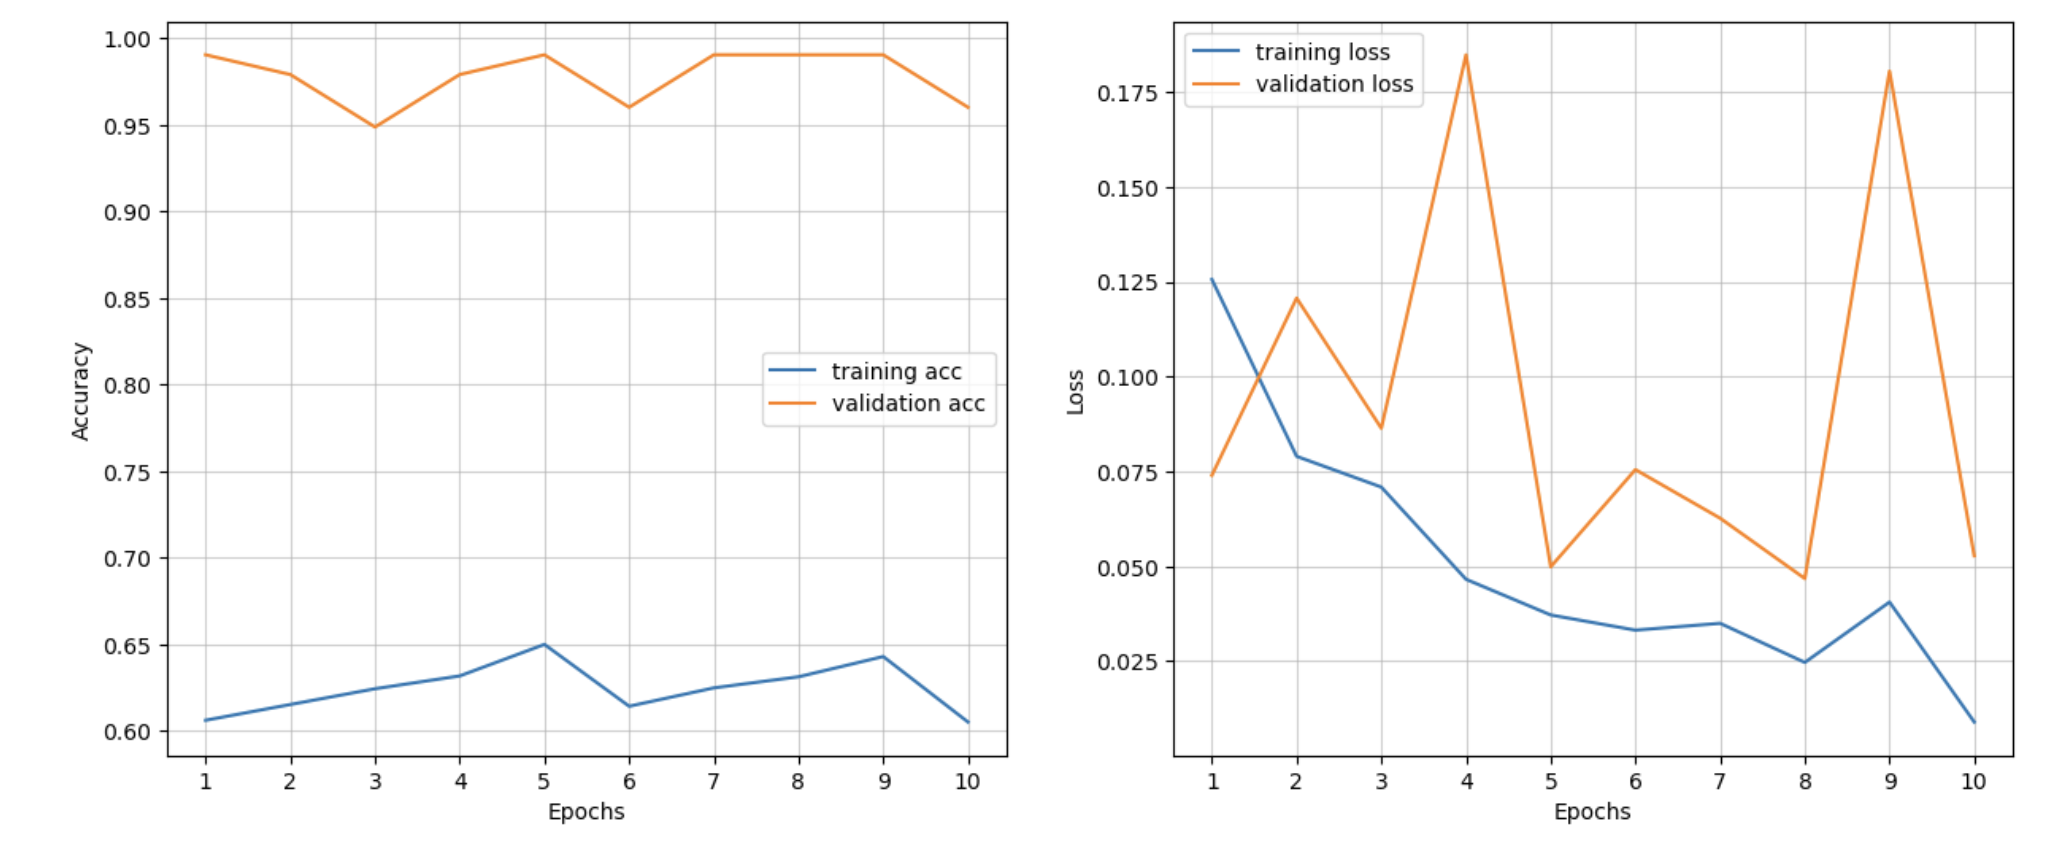 1.00
0.95
0.90
0.85
0.80
0.75
0.70
0.65
0.60
Accuracy
training acc
validation acc
1 2 3 4 5 6 7 8 9 10
Epochs
training loss
validation loss
0.175
0.150
0.125
0.100
0.075
0.050
0.025
Loss
1 2 3 4 5 6 7 8 9 10
Epochs